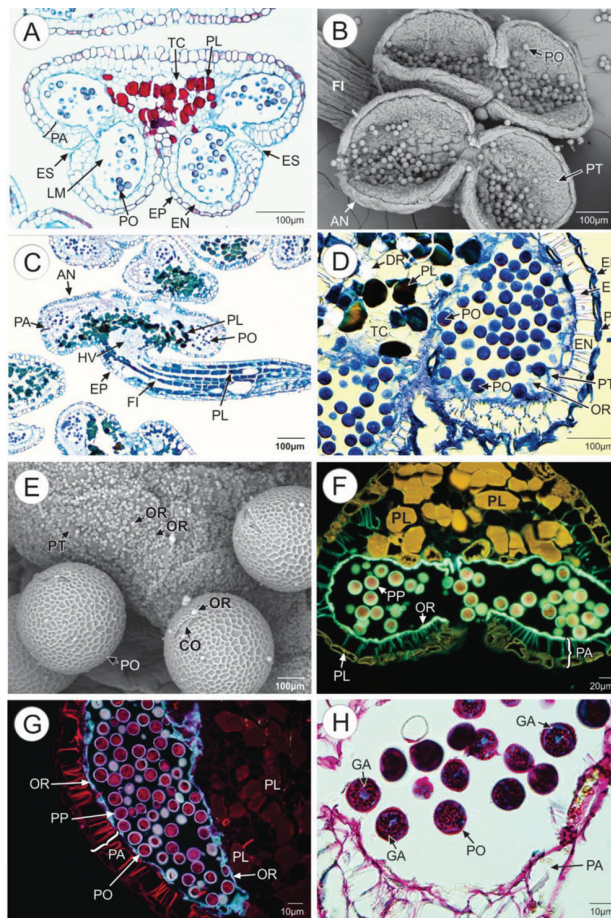 A
TC
PL
PA
ES
ES
LM
PO
EP
EN
100μm
B
PO
FI
PT
AN
100μm
C
AN
PA
PL
PO
HV
EP
FI
PL
100μm
D
DR
PL
PO
TC
EN
PT
PO
OR
100μm
E
OR
OR
PT
OR
CO
PO
100μm
F
PL
PL
PP
OR
PA
PL
20μm
G
OR
PL
PP
PA
PL
PO
OR
10μm
H
GA
GA
GA
PO
PA
10μm